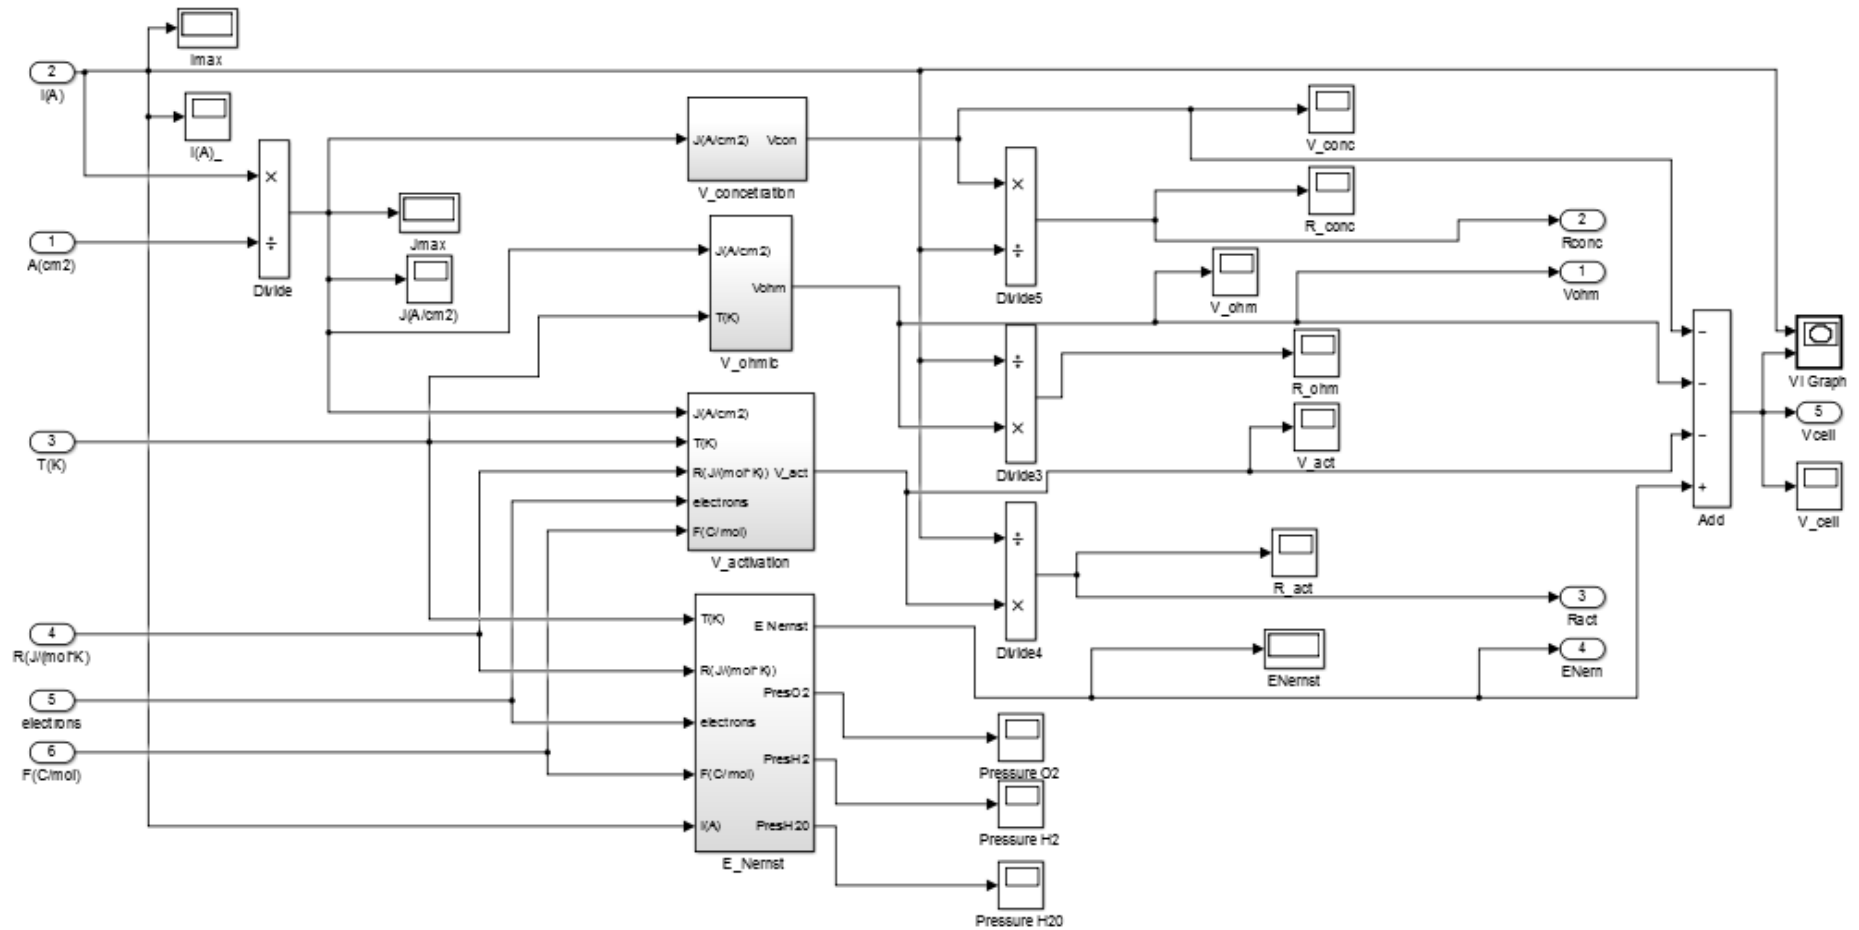 Imax
2
I(A)
I(A)_
×
÷
Divide
1
A(cm2)
Jmax
J(A/cm2)
J(A/cm2)
Vcon
V_concetration
J(A/cm2)
Vohm
T(K)
V_ohmic
3
T(K)
J(A/cm2)
T(K)
R(J/(mol*K))
V_act
electrons
F(C/mol)
V_activation
4
R(J/(mol*K)
5
electrons
6
F(C/mol)
T(K)
E Nernst
R(J/(mol*K))
PresO2
electrons
PresH2
F(C/mol)
I(A)
PresH20
E_Nernst
×
÷
Divide5
÷
×
Divide3
÷
×
Divide4
V_conc
R_conc
V_ohm
R_ohm
V_act
R_act
ENernst
Pressure O2
Pressure H2
Pressure H20
2
Rconc
1
Vohm
3
Ract
4
ENern
−
−
−
+
Add
VI Graph
5
Vcell
V_cell